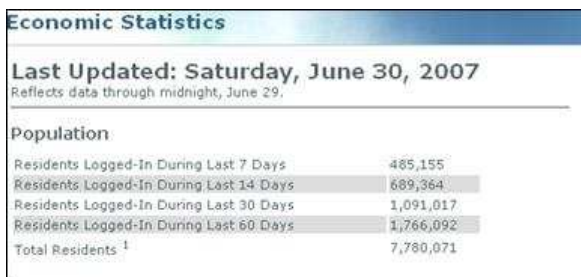 Economic Statistics
Last Updated: Saturday, June 30, 2007
Reflects data through midnight, June 29.
Population
Residents Logged-In During Last 7 Days 485,155
Residents Logged-In During Last 14 Days 689,364
Residents Logged-In During Last 30 Days 1,091,017
Residents Logged-In During Last 60 Days 1,766,092
Total Residents 1 7,780,071